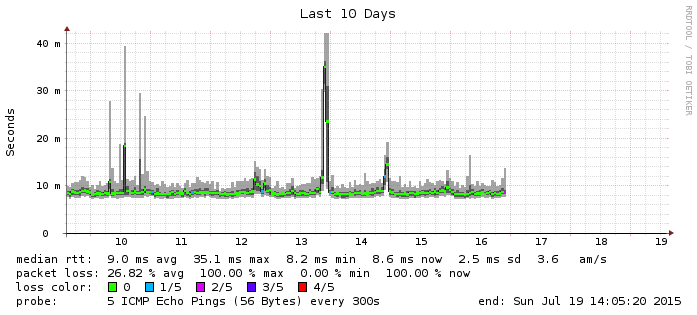 Last 10 Days
RRDTOOL / TOBI OETIKER
Seconds
40 m
30 m
20 m
10 m
0
10 11 12 13 14 15 16 17 18 19
median rtt: 9.0 ms avg 35.1 ms max 8.2 ms min 8.6 ms now 2.5 ms sd 3.6 am/s
packet loss: 26.82 % avg 100.00 % max 0.00 % min 100.00 % now
loss color: 0 1/5 2/5 3/5 4/5
probe: 5 ICMP Echo Pings (56 Bytes) every 300s end: Sun Jul 19 14:05:20 2015